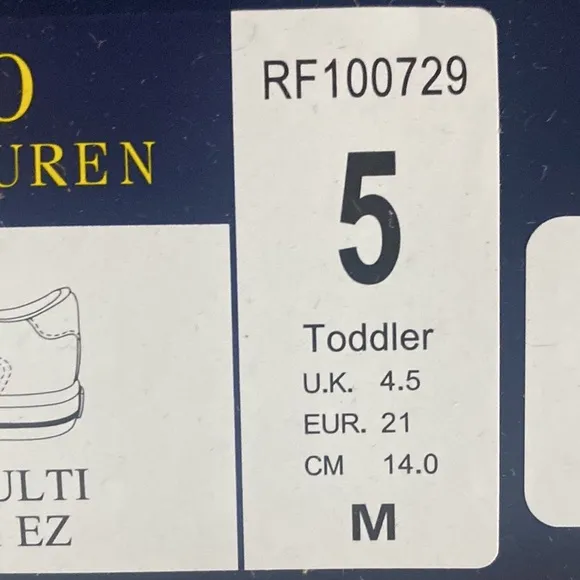 O
UREN
RF100729
5
Toddler
U.K. 4.5
EUR. 21
CM 14.0
M
ULTI
EZ